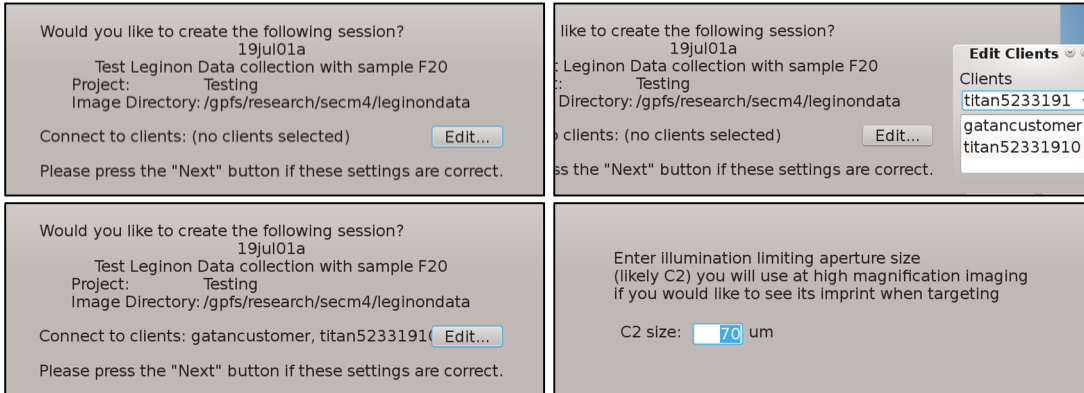 Would you like to create the following session?
19jul01a
Test Leginon Data collection with sample F20
Project: Testing
Image Directory: /gpfs/research/secm4/leginondata
Connect to clients: (no clients selected) Edit...
Please press the "Next" button if these settings are correct.
like to create the following session?
19jul01a
Leginon Data collection with sample F20
Testing
Directory: /gpfs/research/secm4/leginondata
clients: (no clients selected) Edit...
the "Next" button if these settings are correct.
Edit Clients
Clients
titan5233191
gatancustomer
titan52331910
Would you like to create the following session?
19jul01a
Test Leginon Data collection with sample F20
Project: Testing
Image Directory: /gpfs/research/secm4/leginondata
Connect to clients: gatancustomer, titan52331910 Edit...
Please press the "Next" button if these settings are correct.
Enter illumination limiting aperture size
(likely C2) you will use at high magnification imaging
if you would like to see its imprint when targeting
C2 size: 70 um